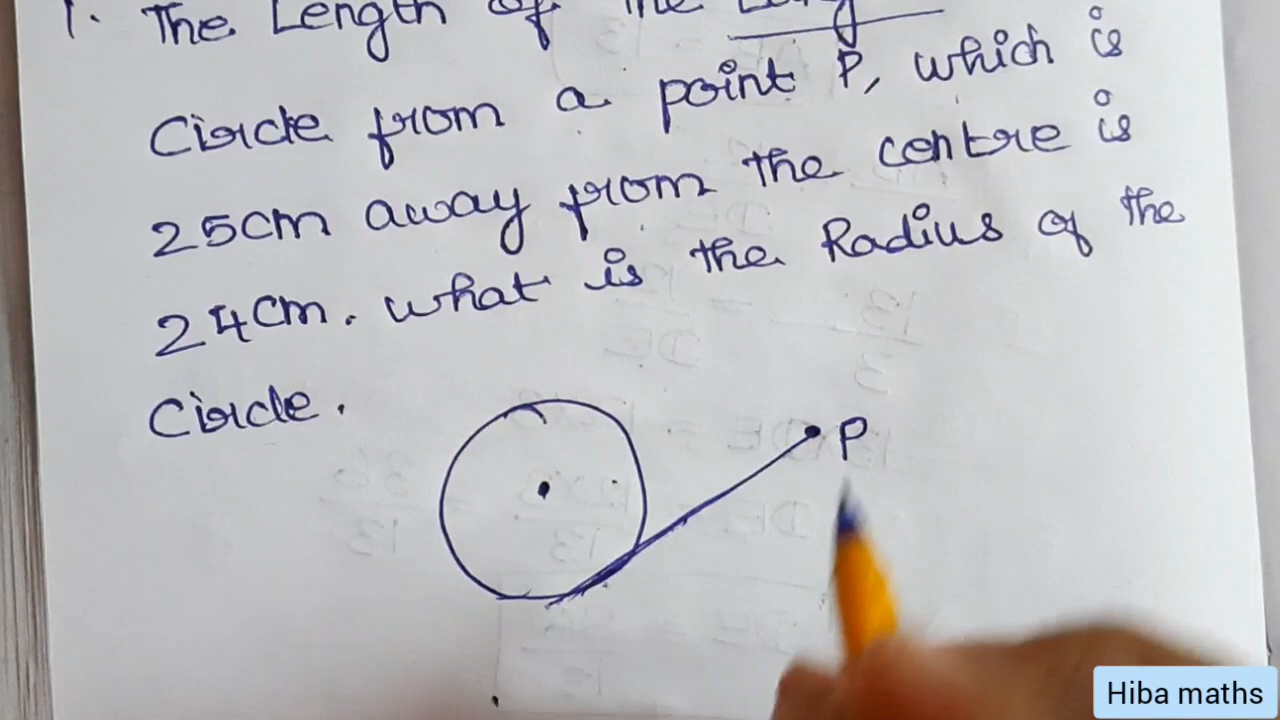 1. The Length of the
Circle from a point P, which is
25cm away from the centre is
24cm. what is the Radius of the
Circle.
P
Hiba maths